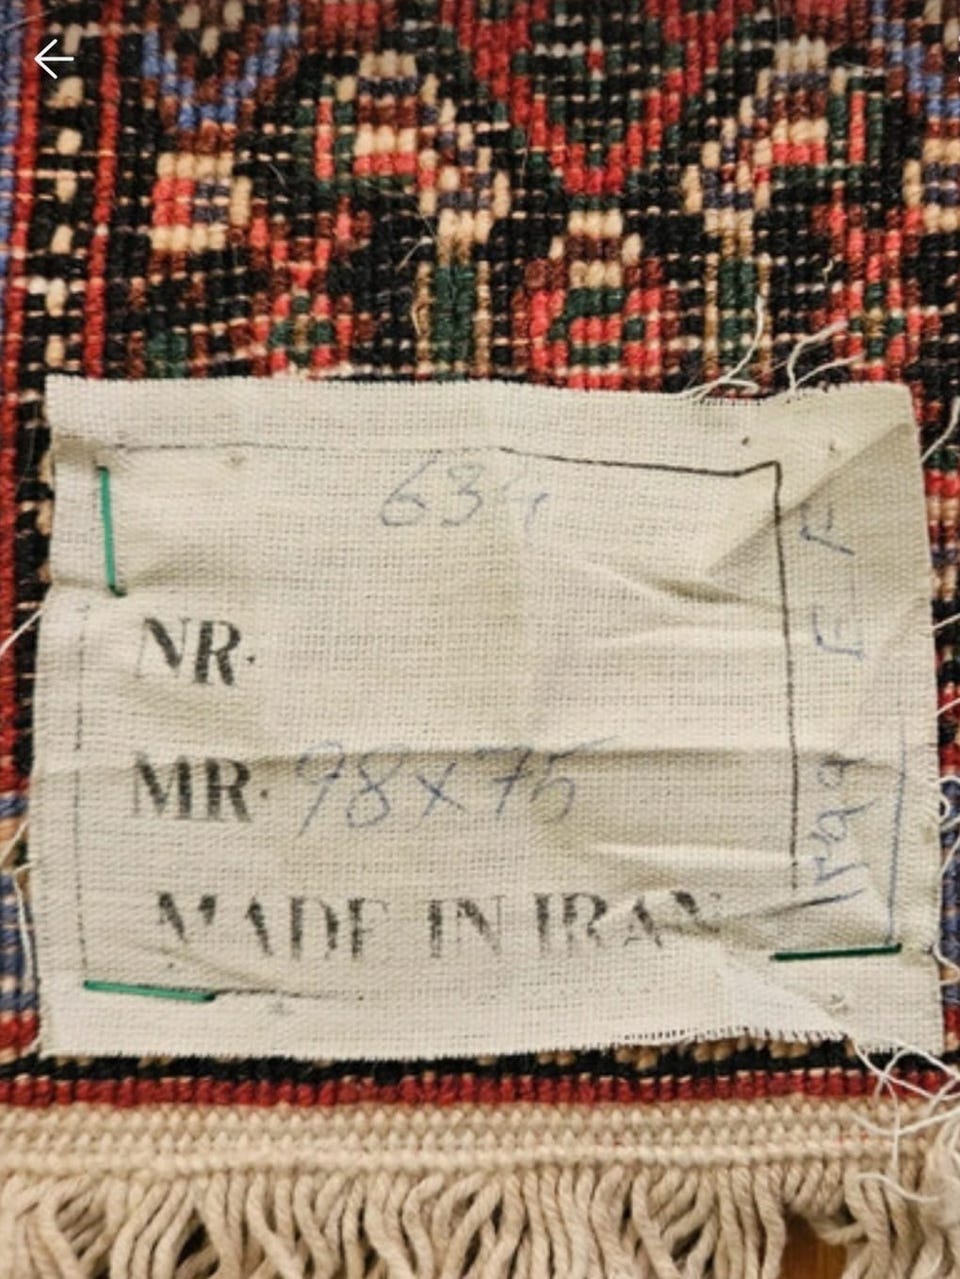 634
NR.
MR. 98x75
MADE IN IRAN